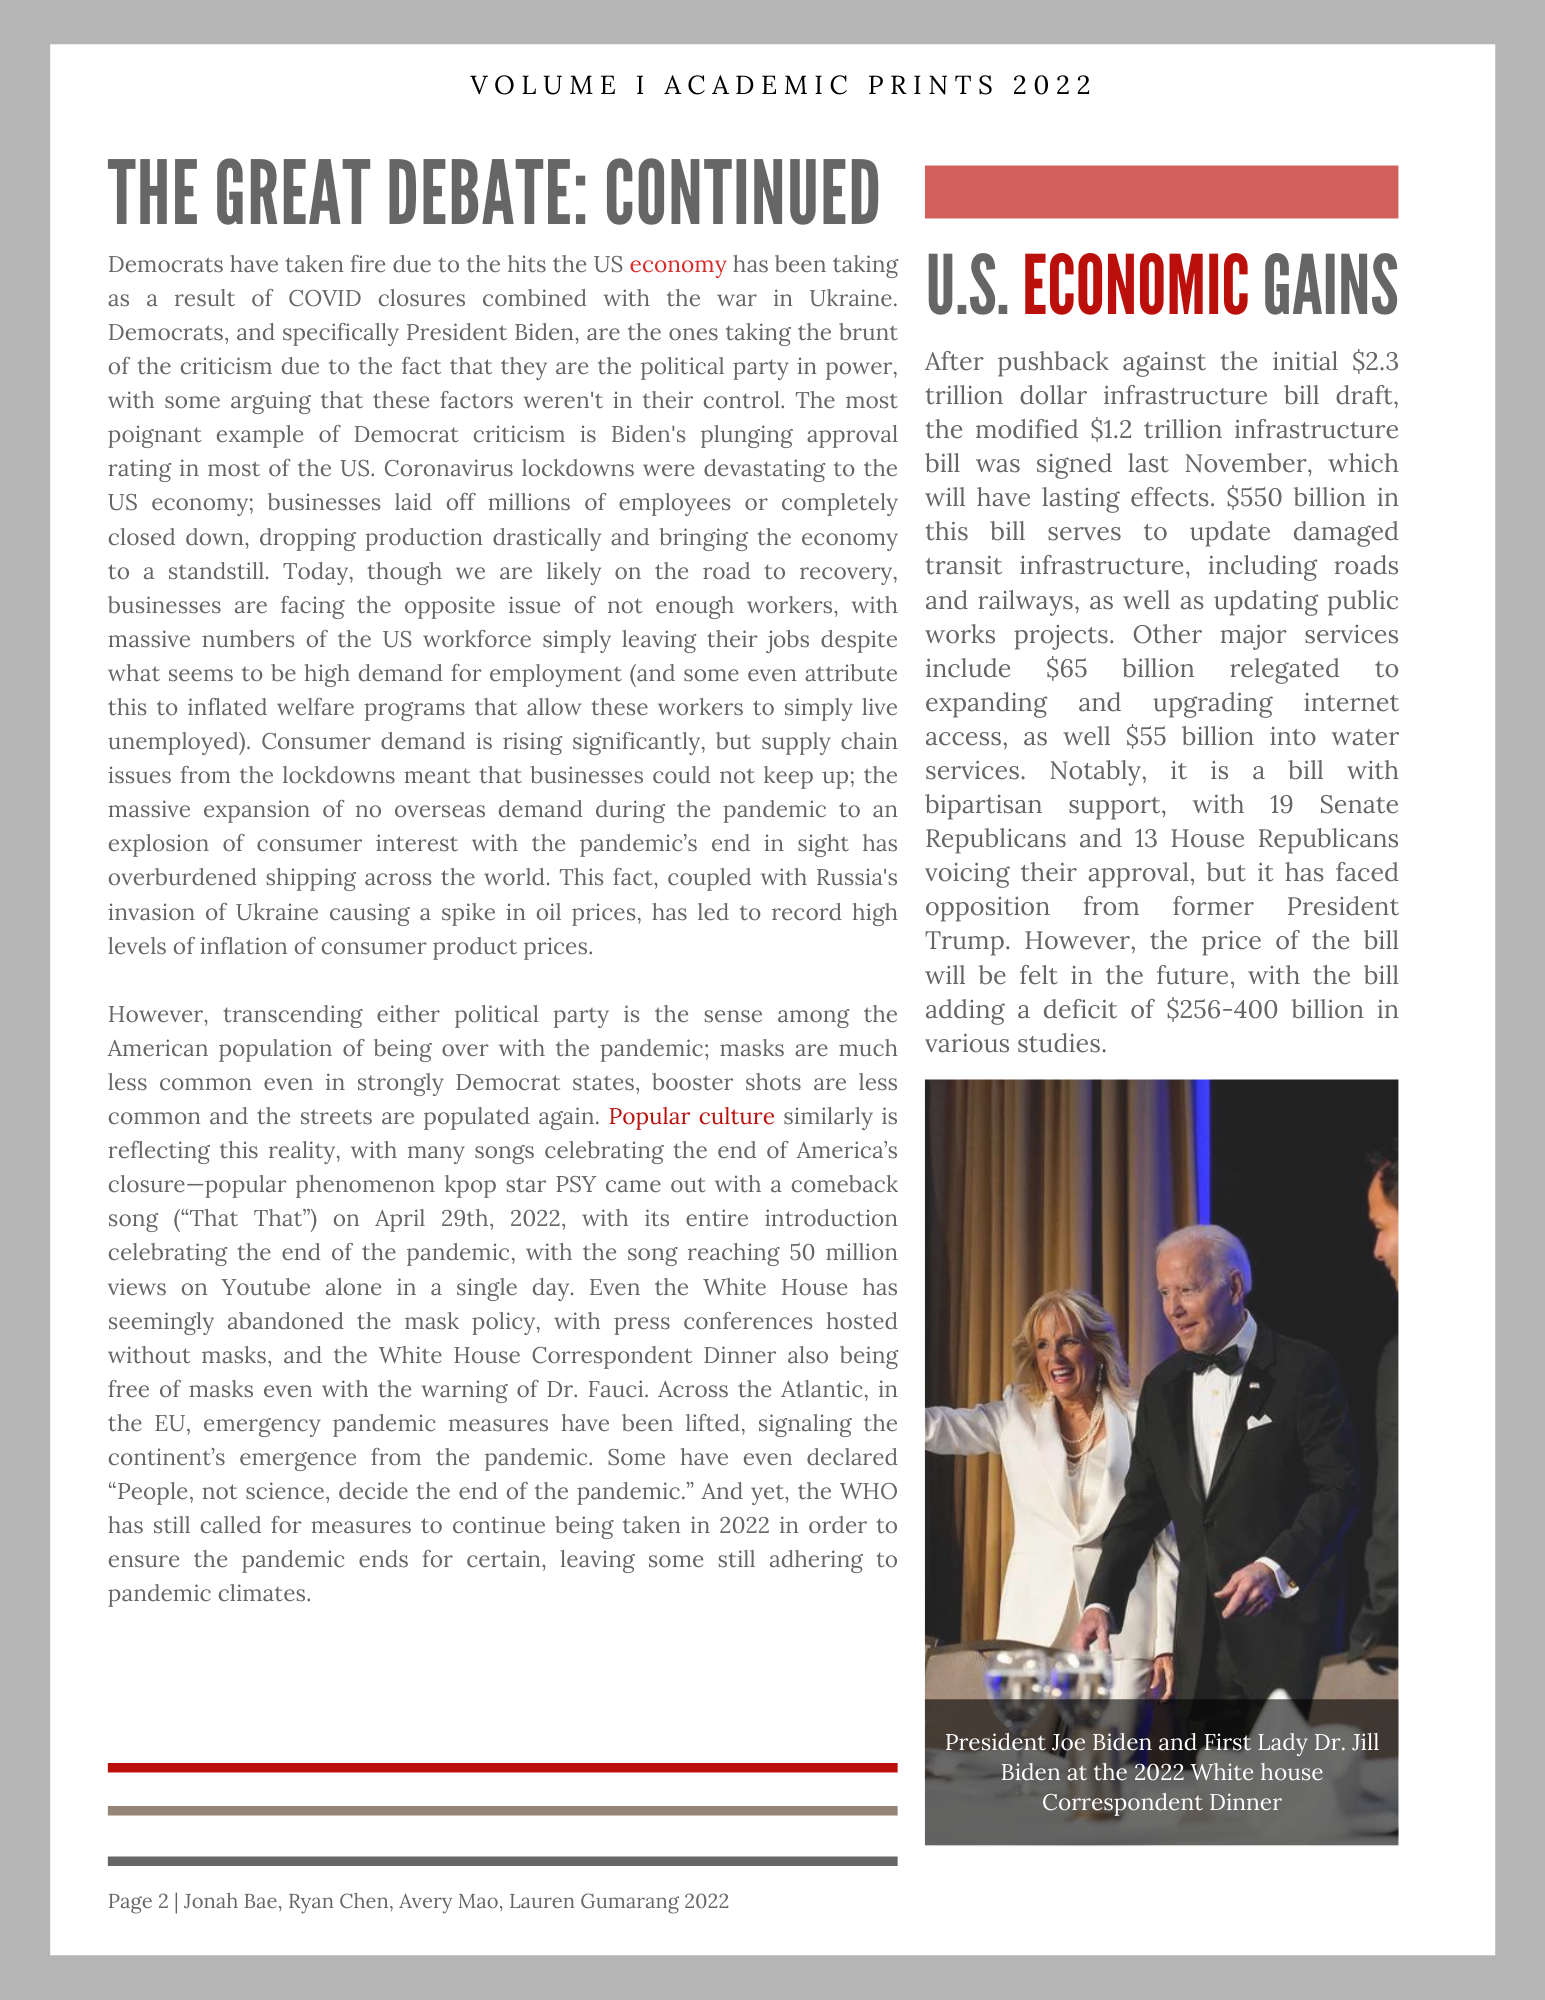 VOLUME I ACADEMIC PRINTS 2022
THE GREAT DEBATE: CONTINUED
Democrats have taken fire due to the hits the US economy has been taking
as a result of COVID closures combined with the war in Ukraine.
Democrats, and specifically President Biden, are the ones taking the brunt
of the criticism due to the fact that they are the political party in power,
with some arguing that these factors weren't in their control. The most
poignant example of Democrat criticism is Biden's plunging approval
rating in most of the US. Coronavirus lockdowns were devastating to the
US economy; businesses laid off millions of employees or completely
closed down, dropping production drastically and bringing the economy
to a standstill. Today, though we are likely on the road to recovery,
businesses are facing the opposite issue of not enough workers, with
massive numbers of the US workforce simply leaving their jobs despite
what seems to be high demand for employment (and some even attribute
this to inflated welfare programs that allow these workers to simply live
unemployed). Consumer demand is rising significantly, but supply chain
issues from the lockdowns meant that businesses could not keep up; the
massive expansion of no overseas demand during the pandemic to an
explosion of consumer interest with the pandemic’s end in sight has
overburdened shipping across the world. This fact, coupled with Russia's
invasion of Ukraine causing a spike in oil prices, has led to record high
levels of inflation of consumer product prices.
However, transcending either political party is the sense among the
American population of being over with the pandemic; masks are much
less common even in strongly Democrat states, booster shots are less
common and the streets are populated again. Popular culture similarly is
reflecting this reality, with many songs celebrating the end of America’s
closure—popular phenomenon kpop star PSY came out with a comeback
song (“That That”) on April 29th, 2022, with its entire introduction
celebrating the end of the pandemic, with the song reaching 50 million
views on Youtube alone in a single day. Even the White House has
seemingly abandoned the mask policy, with press conferences hosted
without masks, and the White House Correspondent Dinner also being
free of masks even with the warning of Dr. Fauci. Across the Atlantic, in
the EU, emergency pandemic measures have been lifted, signaling the
continent’s emergence from the pandemic. Some have even declared
“People, not science, decide the end of the pandemic.” And yet, the WHO
has still called for measures to continue being taken in 2022 in order to
ensure the pandemic ends for certain, leaving some still adhering to
pandemic climates.
U.S. ECONOMIC GAINS
After pushback against the initial $2.3
trillion dollar infrastructure bill draft,
the modified $1.2 trillion infrastructure
bill was signed last November, which
will have lasting effects. $550 billion in
this bill serves to update damaged
transit infrastructure, including roads
and railways, as well as updating public
works projects. Other major services
include $65 billion relegated to
expanding and upgrading internet
access, as well $55 billion into water
services. Notably, it is a bill with
bipartisan support, with 19 Senate
Republicans and 13 House Republicans
voicing their approval, but it has faced
opposition from former President
Trump. However, the price of the bill
will be felt in the future, with the bill
adding a deficit of $256-400 billion in
various studies.
President Joe Biden and First Lady Dr. Jill
Biden at the 2022 White house
Correspondent Dinner
Page 2 | Jonah Bae, Ryan Chen, Avery Mao, Lauren Gumarang 2022